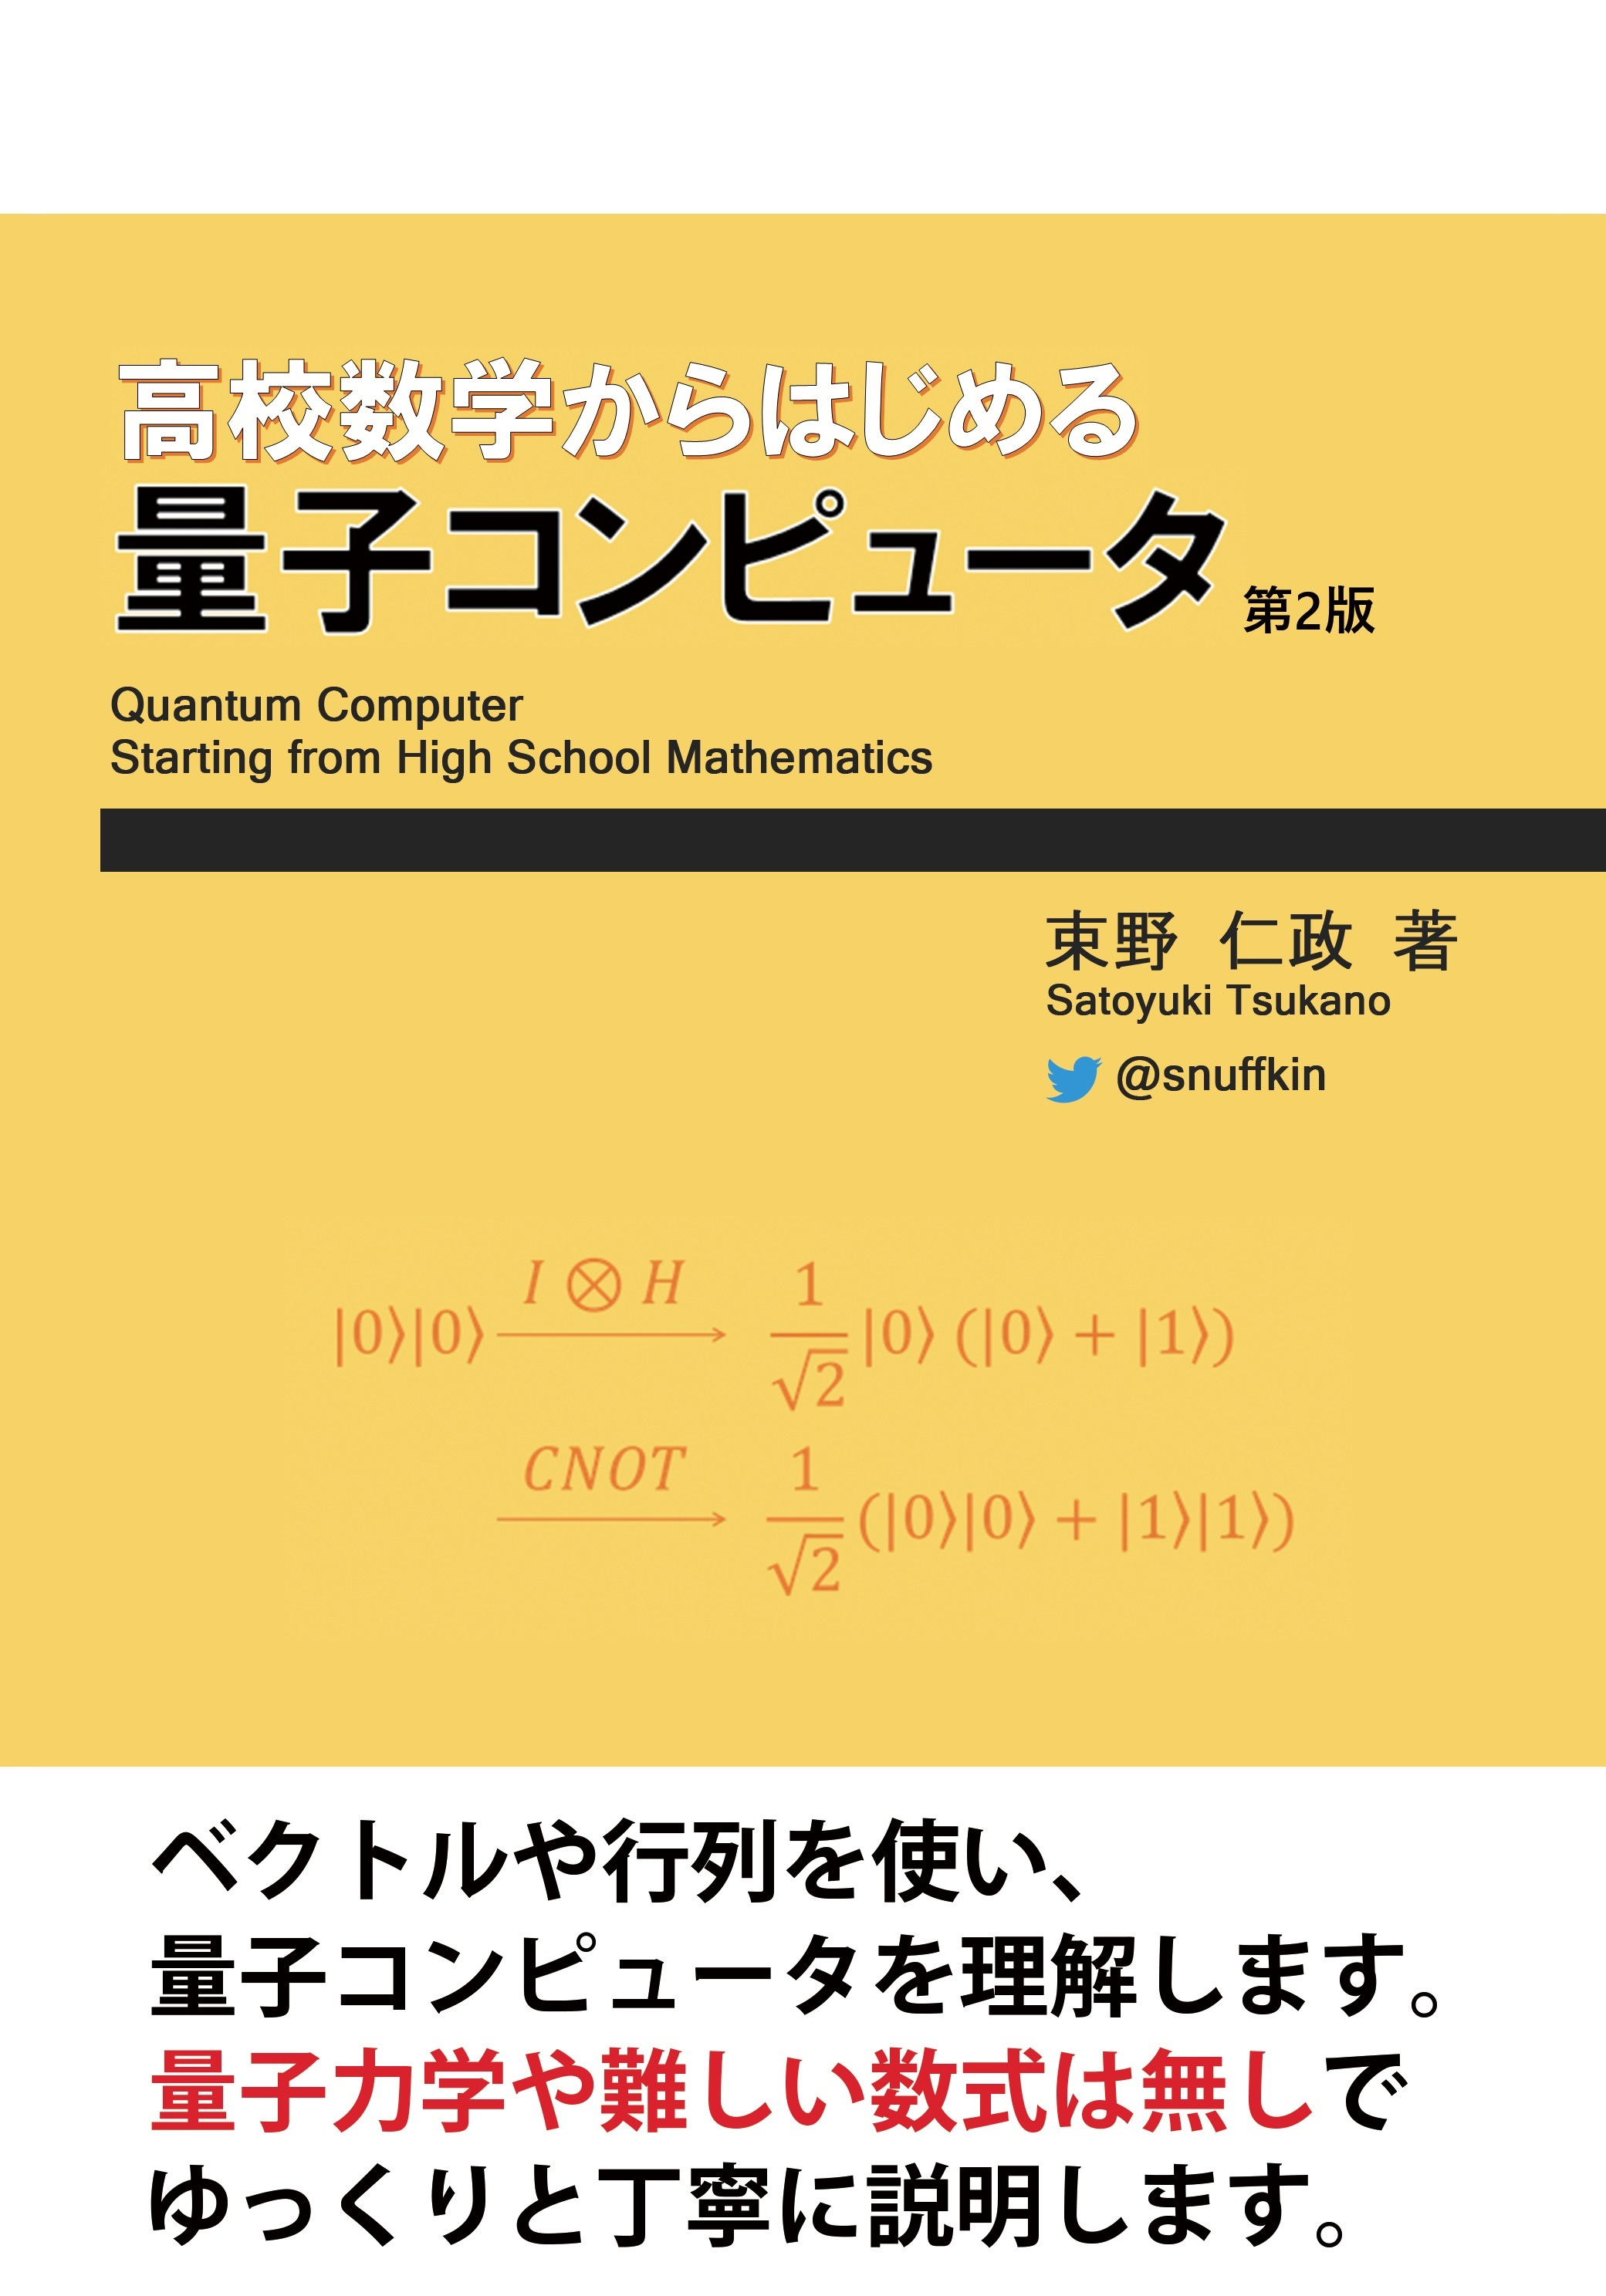 高校数学からはじめる
量子コンピュータ 第2版
Quantum Computer
Starting from High School Mathematics
束野 仁政 著
Satoyuki Tsukano
@snuffkin
|0⟩|0⟩ —I ⊗ H→ 1/√2 |0⟩ (|0⟩ + |1⟩)
—CNOT→ 1/√2 (|0⟩|0⟩ + |1⟩|1⟩)
ベクトルや行列を使い、
量子コンピュータを理解します。
量子力学や難しい数式は無しで
ゆっくりと丁寧に説明します。